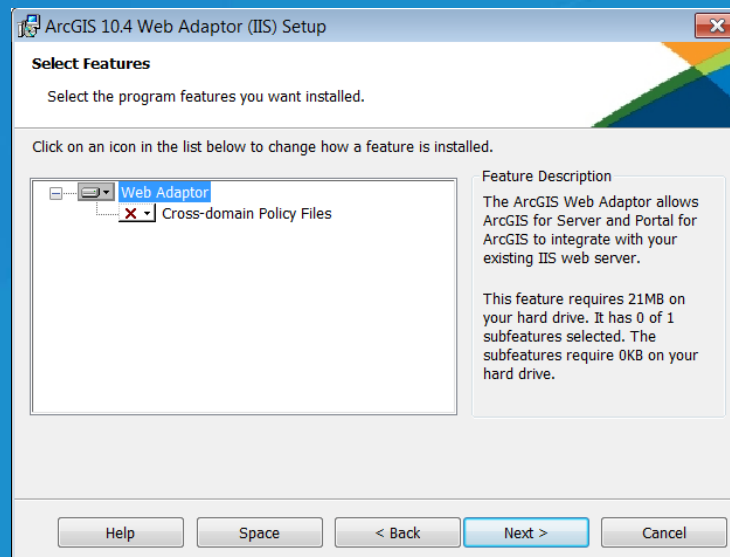 ArcGIS 10.4 Web Adaptor (IIS) Setup
Select Features
Select the program features you want installed.
Click on an icon in the list below to change how a feature is installed.
Web Adaptor
Cross-domain Policy Files
Feature Description
The ArcGIS Web Adaptor allows
ArcGIS for Server and Portal for
ArcGIS to integrate with your
existing IIS web server.
This feature requires 21MB on
your hard drive. It has 0 of 1
subfeatures selected. The
subfeatures require 0KB on your
hard drive.
Help
Space
< Back
Next >
Cancel